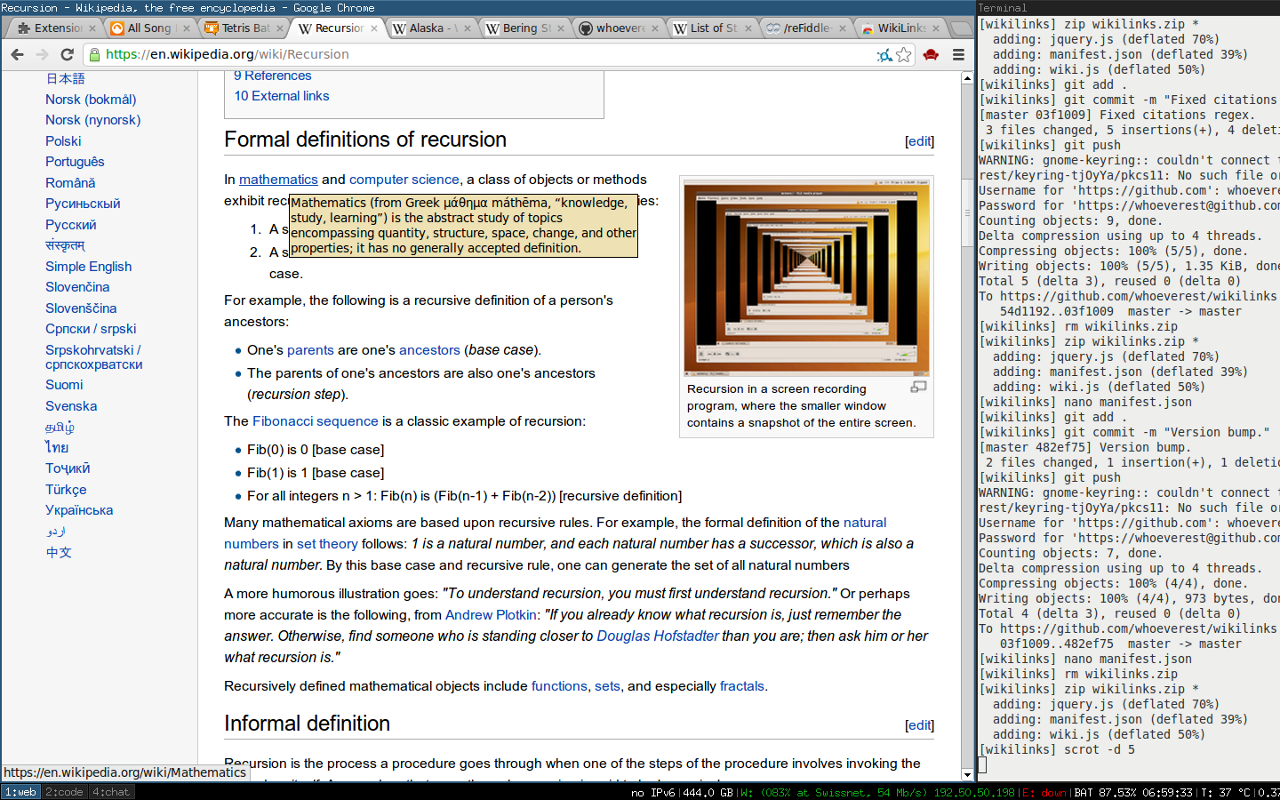 Recursion - Wikipedia, the free encyclopedia - Google Chrome
Extension
All Song
Tetris Bat
Recursion
Alaska - W
Bering St
whoevere
List of St
/reFiddle-
WikiLinks
https://en.wikipedia.org/wiki/Recursion
日本語
Norsk (bokmål)
Norsk (nynorsk)
Polski
Português
Română
Русиньскый
Русский
संस्कृतम्
Simple English
Slovenčina
Slovenščina
Српски / srpski
Srpskohrvatski /
српскохрватски
Suomi
Svenska
தமிழ்
ไทย
Тоҷикӣ
Türkçe
Українська
اردو
中文
9 References
10 External links
Formal definitions of recursion
[edit]
In mathematics and computer science, a class of objects or methods
exhibit recu
es:
Mathematics (from Greek μάθημα máthēma, “knowledge,
study, learning”) is the abstract study of topics
encompassing quantity, structure, space, change, and other
properties; it has no generally accepted definition.
1. A s
2. A s
case.
For example, the following is a recursive definition of a person's
ancestors:
One's parents are one's ancestors (base case).
The parents of one's ancestors are also one's ancestors
(recursion step).
Recursion in a screen recording
program, where the smaller window
contains a snapshot of the entire screen.
The Fibonacci sequence is a classic example of recursion:
Fib(0) is 0 [base case]
Fib(1) is 1 [base case]
For all integers n > 1: Fib(n) is (Fib(n-1) + Fib(n-2)) [recursive definition]
Many mathematical axioms are based upon recursive rules. For example, the formal definition of the natural
numbers in set theory follows: 1 is a natural number, and each natural number has a successor, which is also a
natural number. By this base case and recursive rule, one can generate the set of all natural numbers
A more humorous illustration goes: "To understand recursion, you must first understand recursion." Or perhaps
more accurate is the following, from Andrew Plotkin: "If you already know what recursion is, just remember the
answer. Otherwise, find someone who is standing closer to Douglas Hofstadter than you are; then ask him or her
what recursion is."
Recursively defined mathematical objects include functions, sets, and especially fractals.
Informal definition
[edit]
Recursion is the process a procedure goes through when one of the steps of the procedure involves invoking the
https://en.wikipedia.org/wiki/Mathematics
Terminal
[wikilinks] zip wikilinks.zip *
adding: jquery.js (deflated 70%)
adding: manifest.json (deflated 39%)
adding: wiki.js (deflated 50%)
[wikilinks] git add .
[wikilinks] git commit -m "Fixed citations
[master 03f1009] Fixed citations regex.
3 files changed, 5 insertions(+), 4 deleti
[wikilinks] git push
WARNING: gnome-keyring:: couldn't connect t
rest/keyring-tjOyYa/pkcs11: No such file or
Username for 'https://github.com': whoevere
Password for 'https://whoeverest@github.com
Counting objects: 9, done.
Delta compression using up to 4 threads.
Compressing objects: 100% (5/5), done.
Writing objects: 100% (5/5), 1.35 KiB, done
Total 5 (delta 3), reused 0 (delta 0)
To https://github.com/whoeverest/wikilinks
54d1192..03f1009 master -> master
[wikilinks] rm wikilinks.zip
[wikilinks] zip wikilinks.zip *
adding: jquery.js (deflated 70%)
adding: manifest.json (deflated 39%)
adding: wiki.js (deflated 50%)
[wikilinks] nano manifest.json
[wikilinks] git add .
[wikilinks] git commit -m "Version bump."
[master 482ef75] Version bump.
2 files changed, 1 insertion(+), 1 deletio
[wikilinks] git push
WARNING: gnome-keyring:: couldn't connect t
rest/keyring-tjOyYa/pkcs11: No such file or
Username for 'https://github.com': whoevere
Password for 'https://whoeverest@github.com
Counting objects: 7, done.
Delta compression using up to 4 threads.
Compressing objects: 100% (4/4), done.
Writing objects: 100% (4/4), 973 bytes, don
Total 4 (delta 3), reused 0 (delta 0)
To https://github.com/whoeverest/wikilinks
03f1009..482ef75 master -> master
[wikilinks] nano manifest.json
[wikilinks] rm wikilinks.zip
[wikilinks] zip wikilinks.zip *
adding: jquery.js (deflated 70%)
adding: manifest.json (deflated 39%)
adding: wiki.js (deflated 50%)
[wikilinks] scrot -d 5
1:web 2:code 4:chat
no IPv6|444.0 GB|W: (083% at Swissnet, 54 Mb/s) 192.50.50.198|E: down|BAT 87.53% 06:59:33|T: 37 °C|0.3